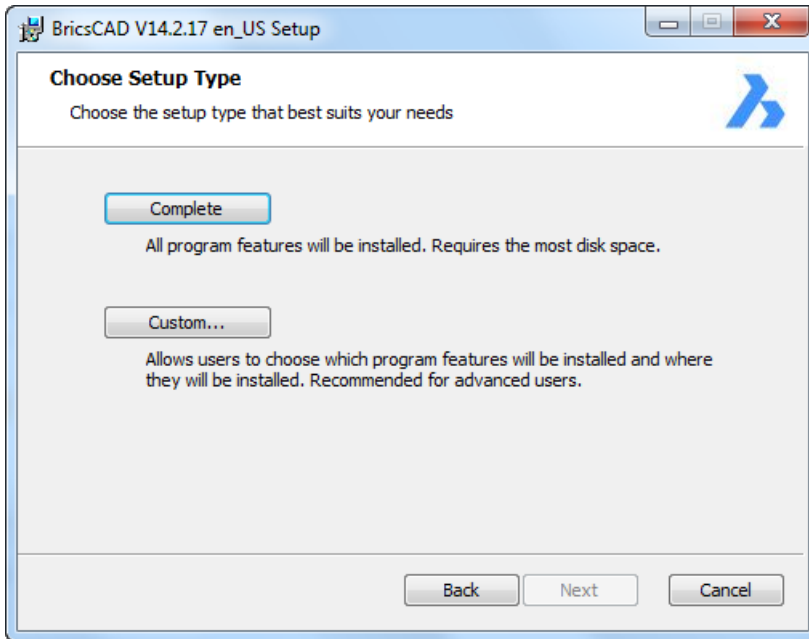 BricsCAD V14.2.17 en_US Setup
Choose Setup Type
Choose the setup type that best suits your needs
Complete
All program features will be installed. Requires the most disk space.
Custom...
Allows users to choose which program features will be installed and where
they will be installed. Recommended for advanced users.
Back Next Cancel